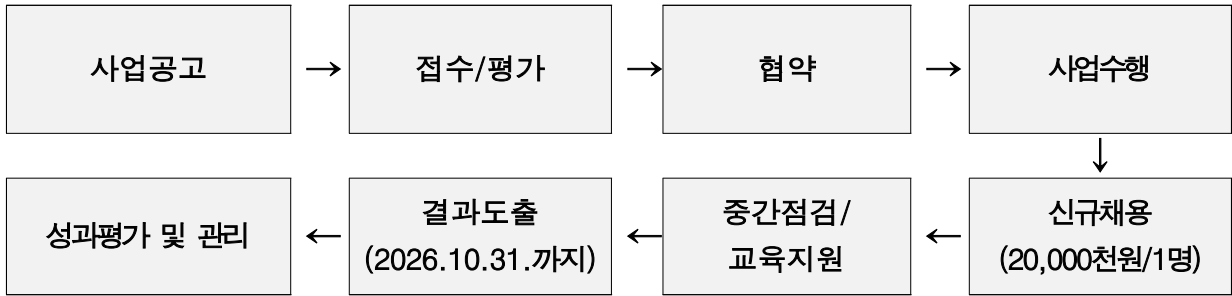 사업공고 → 접수/평가 → 협약 → 사업수행
↓
신규채용
(20,000천원/1명)
←
중간점검/
교육지원
←
결과도출
(2026.10.31.까지)
←
성과평가 및 관리